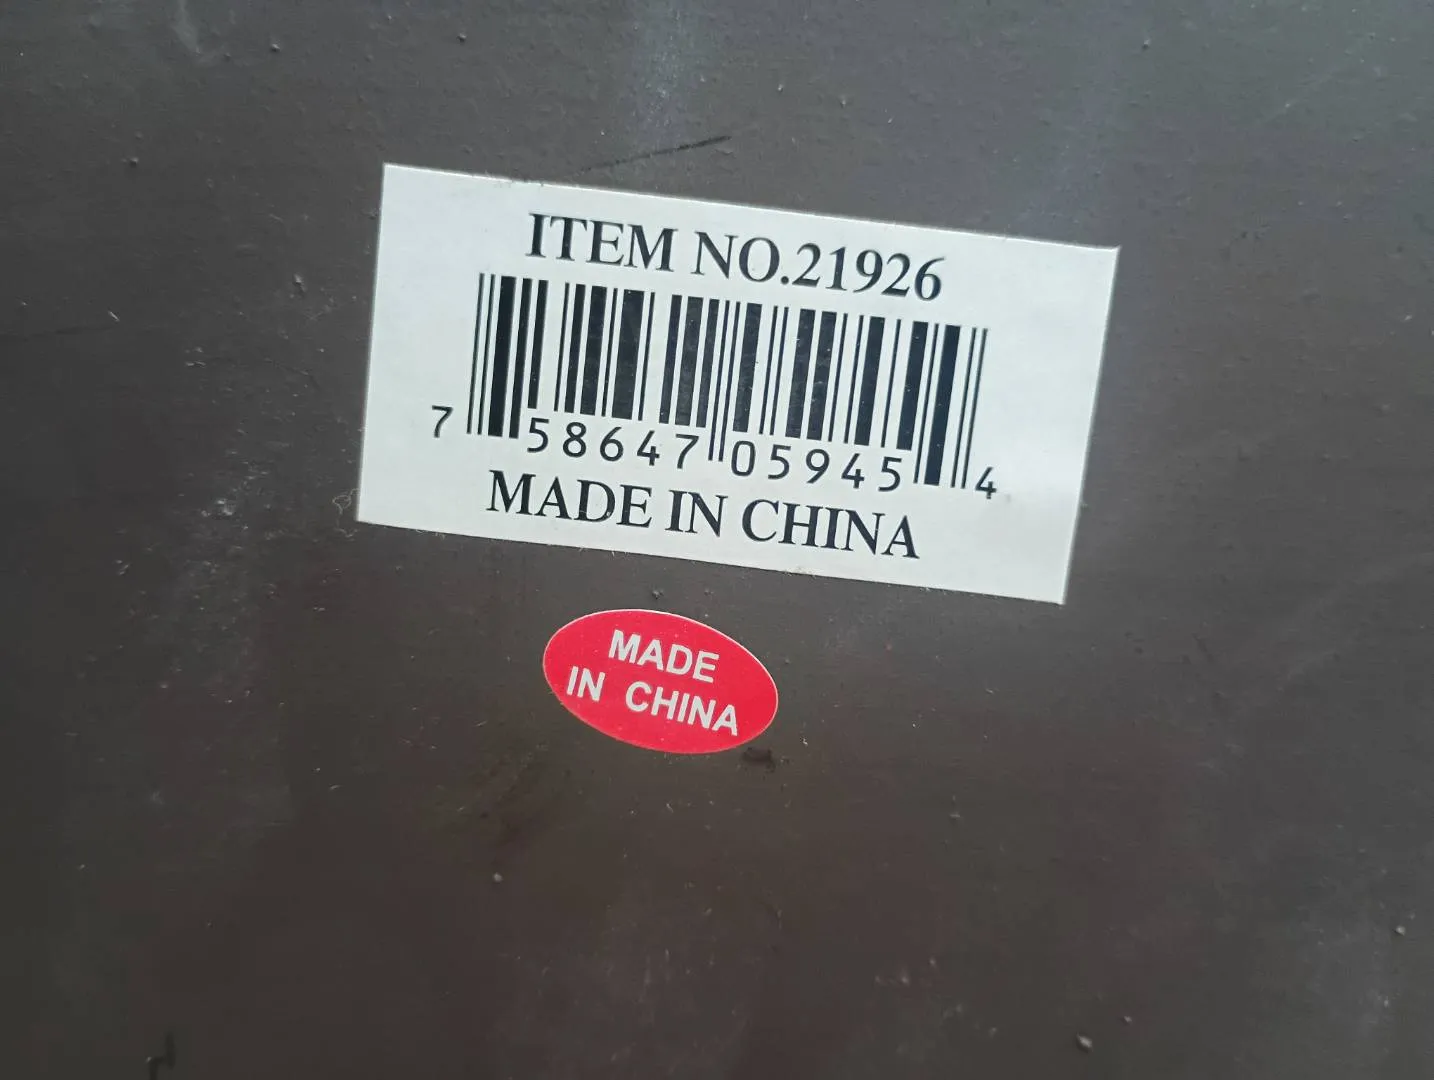 ITEM NO.21926
7 58647 05945 4
MADE IN CHINA
MADE
IN CHINA